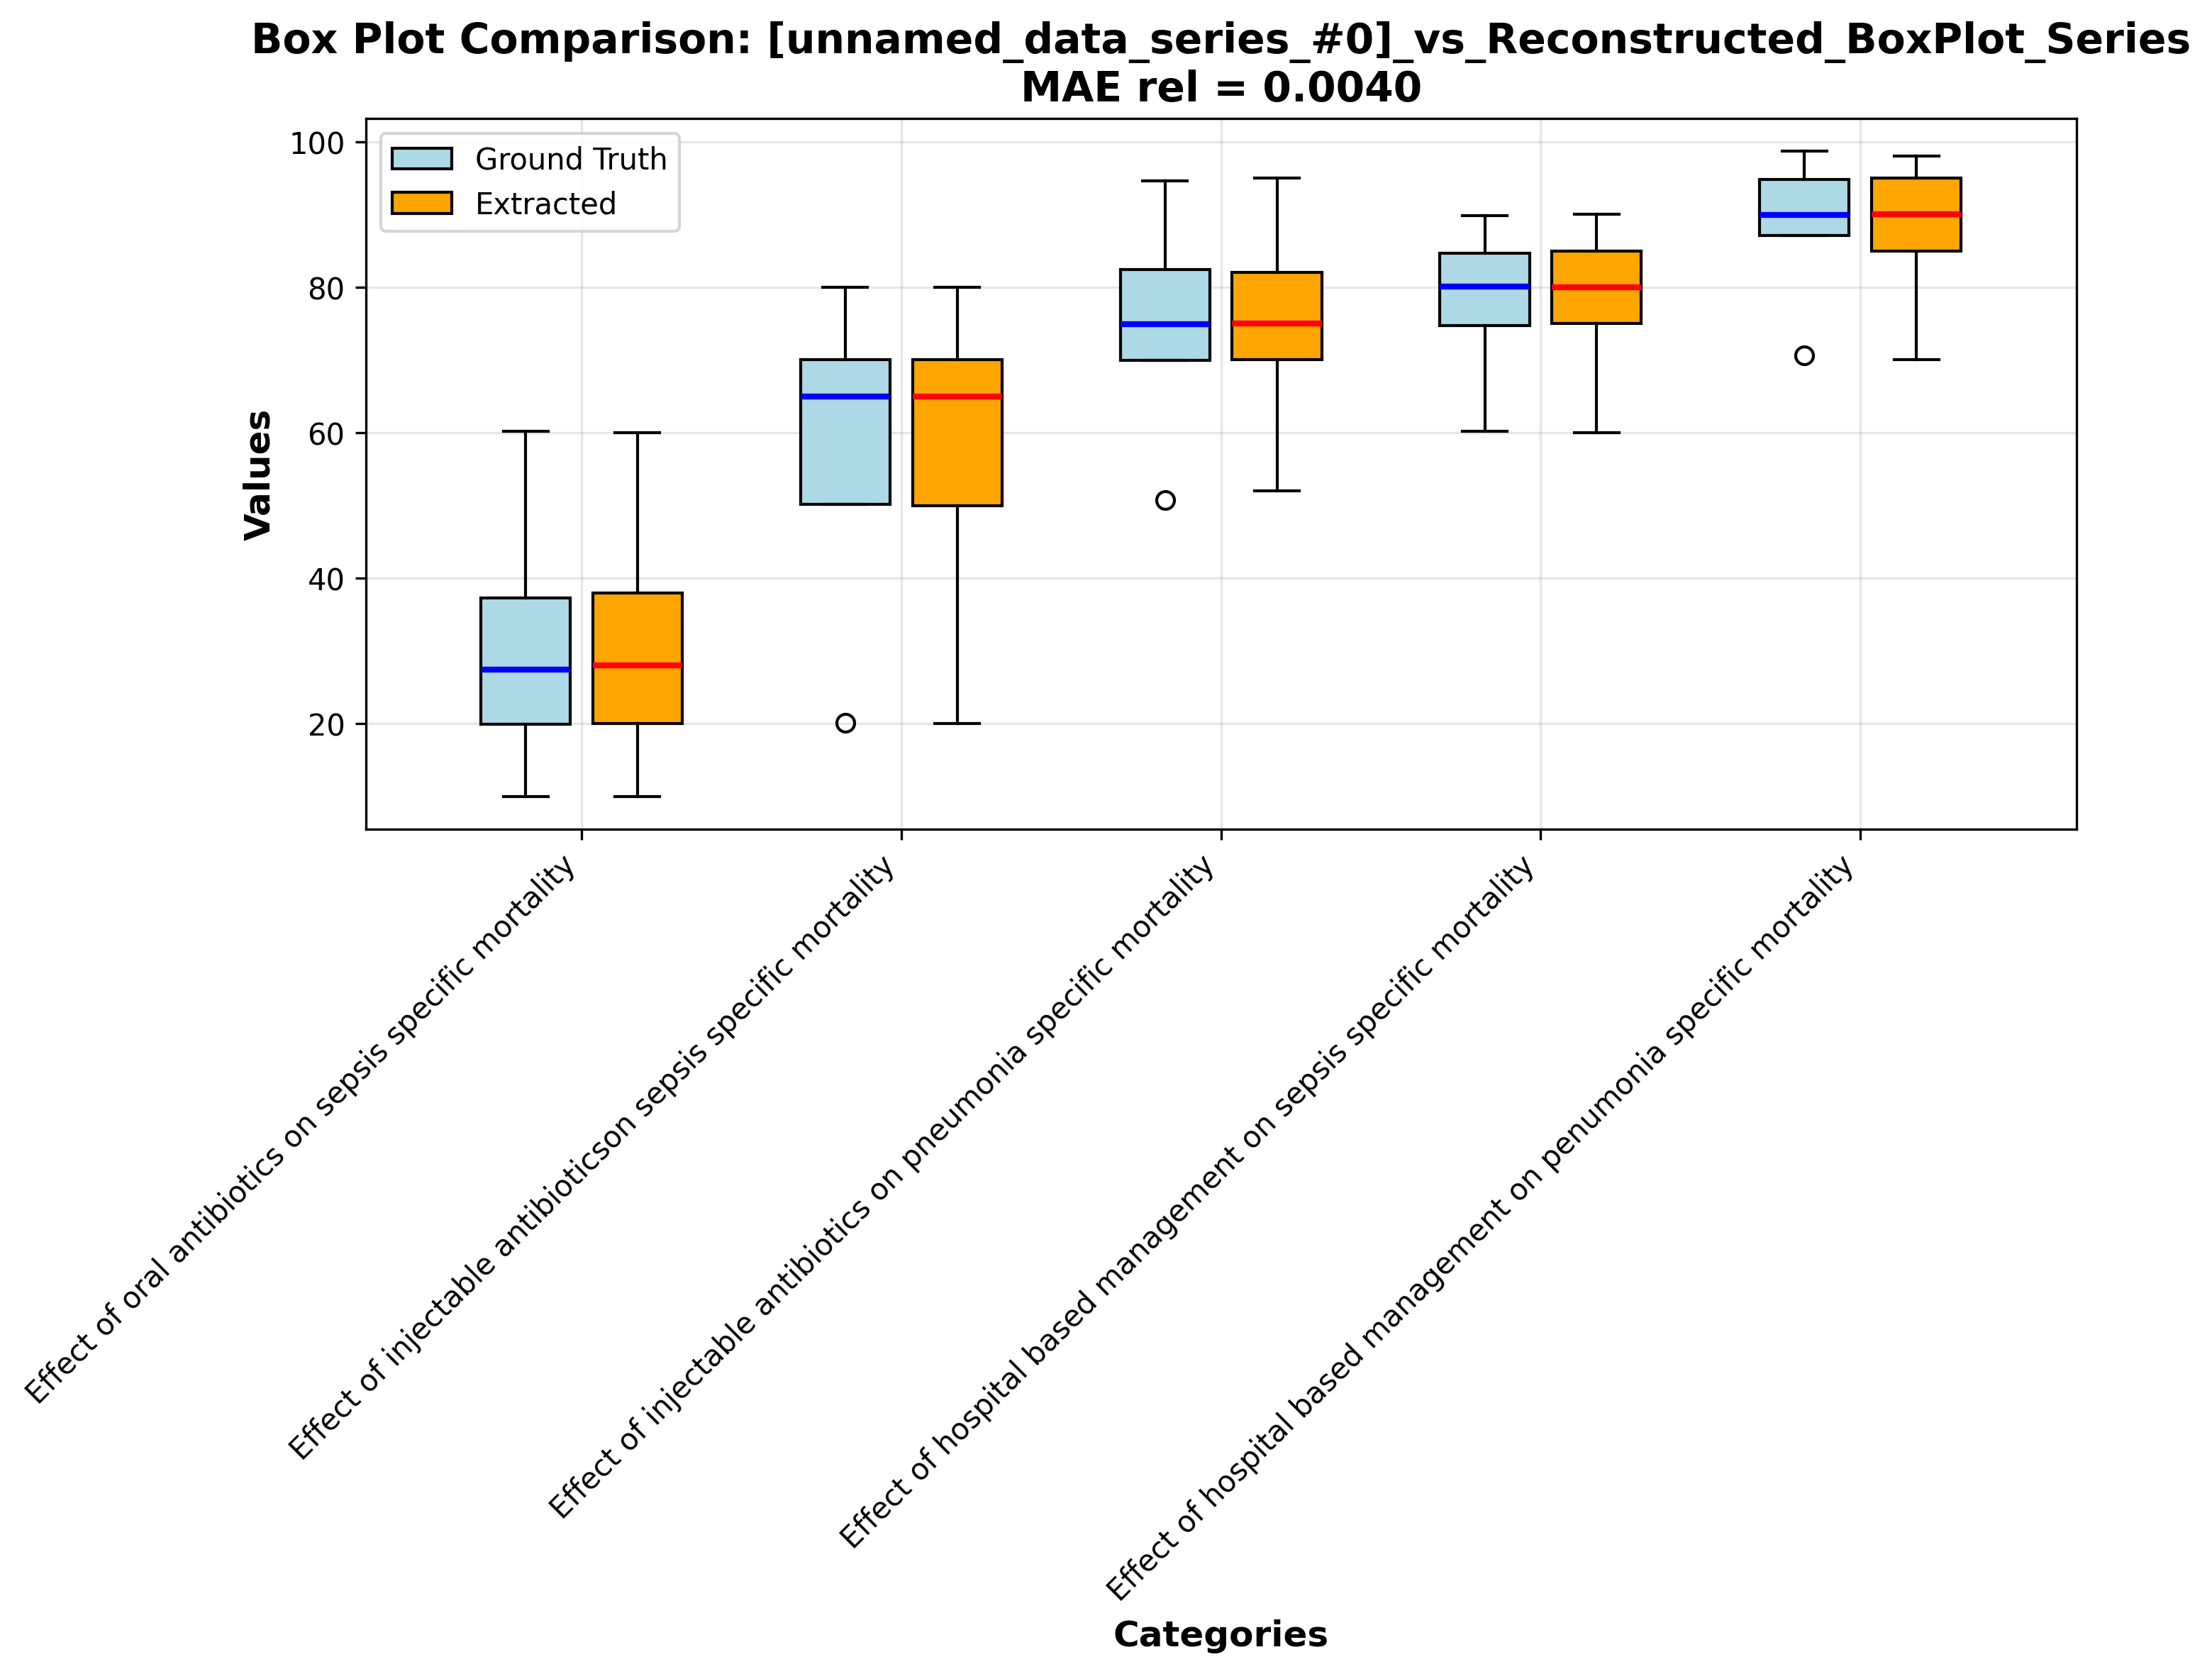 Box Plot Comparison: [unnamed_data_series_#0]_vs_Reconstructed_BoxPlot_Series
MAE rel = 0.0040
Ground Truth
Extracted
Values
100
80
60
40
20
Effect of oral antibiotics on sepsis specific mortality
Effect of injectable antibioticson sepsis specific mortality
Effect of injectable antibiotics on pneumonia specific mortality
Effect of hospital based management on sepsis specific mortality
Effect of hospital based management on penumonia specific mortality
Categories